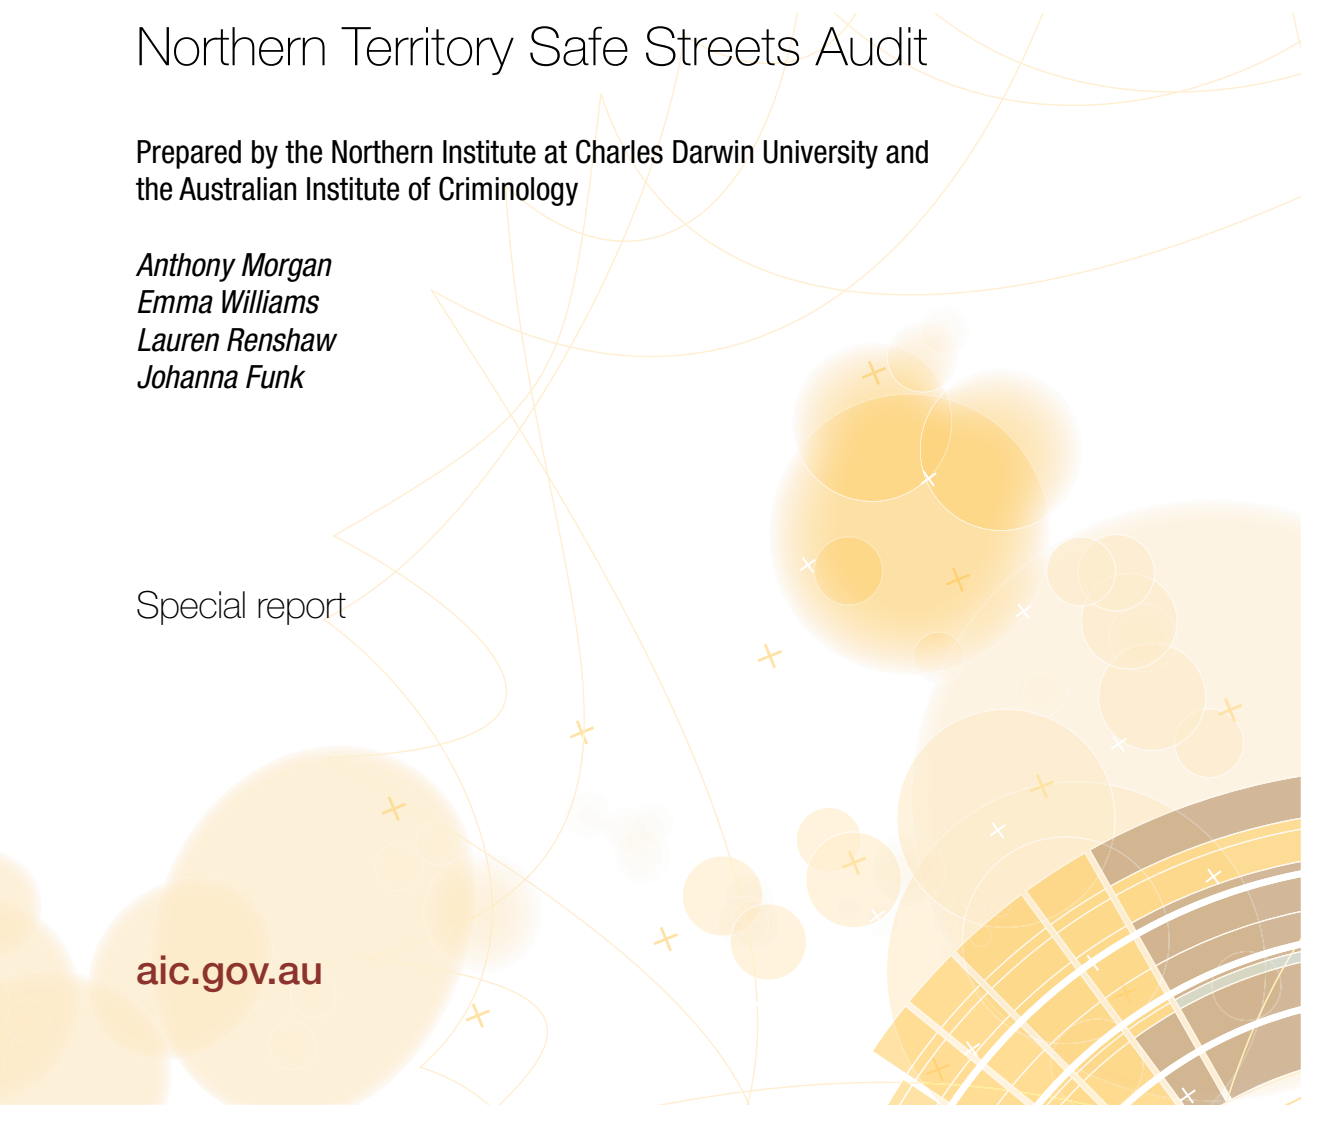 Northern Territory Safe Streets Audit
Prepared by the Northern Institute at Charles Darwin University and
the Australian Institute of Criminology
Anthony Morgan
Emma Williams
Lauren Renshaw
Johanna Funk
Special report
aic.gov.au